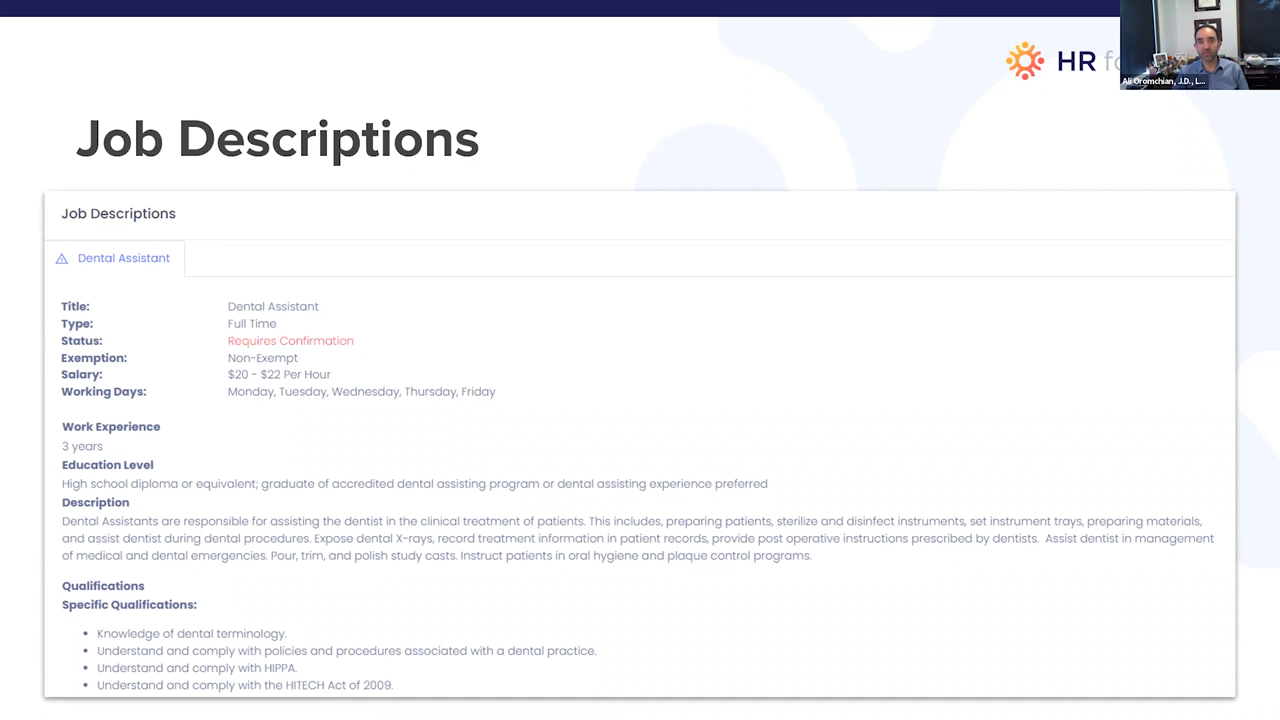 HR
Ali Oromchian, J.D., L...
Job Descriptions
Job Descriptions
Dental Assistant
Title: Dental Assistant
Type: Full Time
Status: Requires Confirmation
Exemption: Non-Exempt
Salary: $20 - $22 Per Hour
Working Days: Monday, Tuesday, Wednesday, Thursday, Friday
Work Experience
3 years
Education Level
High school diploma or equivalent; graduate of accredited dental assisting program or dental assisting experience preferred
Description
Dental Assistants are responsible for assisting the dentist in the clinical treatment of patients. This includes, preparing patients, sterilize and disinfect instruments, set instrument trays, preparing materials,
and assist dentist during dental procedures. Expose dental X-rays, record treatment information in patient records, provide post operative instructions prescribed by dentists. Assist dentist in management
of medical and dental emergencies. Pour, trim, and polish study casts. Instruct patients in oral hygiene and plaque control programs.
Qualifications
Specific Qualifications:
• Knowledge of dental terminology.
• Understand and comply with policies and procedures associated with a dental practice.
• Understand and comply with HIPPA.
• Understand and comply with the HITECH Act of 2009.